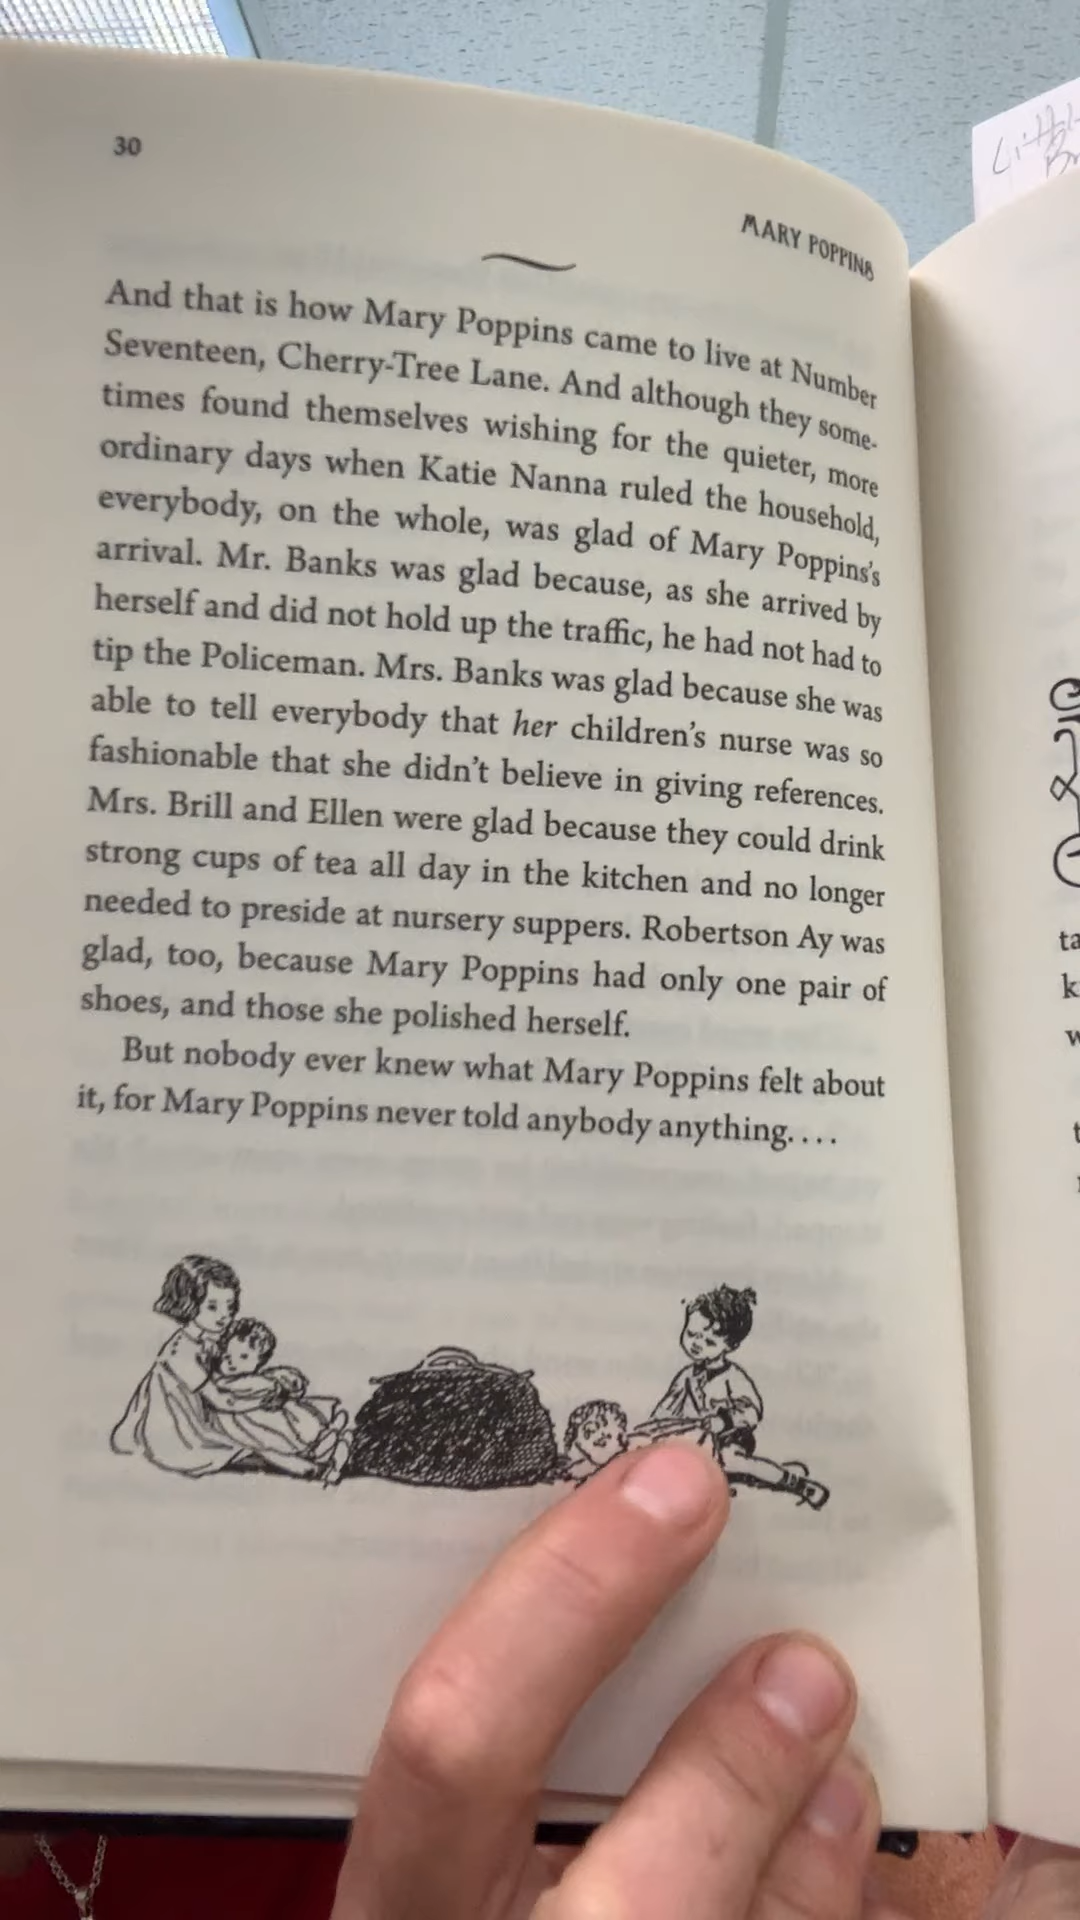 30
MARY POPPINS
And that is how Mary Poppins came to live at Number
Seventeen, Cherry-Tree Lane. And although they some-
times found themselves wishing for the quieter, more
ordinary days when Katie Nanna ruled the household,
everybody, on the whole, was glad of Mary Poppins's
arrival. Mr. Banks was glad because, as she arrived by
herself and did not hold up the traffic, he had not had to
tip the Policeman. Mrs. Banks was glad because she was
able to tell everybody that her children's nurse was so
fashionable that she didn't believe in giving references.
Mrs. Brill and Ellen were glad because they could drink
strong cups of tea all day in the kitchen and no longer
needed to preside at nursery suppers. Robertson Ay was
glad, too, because Mary Poppins had only one pair of
shoes, and those she polished herself.
But nobody ever knew what Mary Poppins felt about
it, for Mary Poppins never told anybody anything....